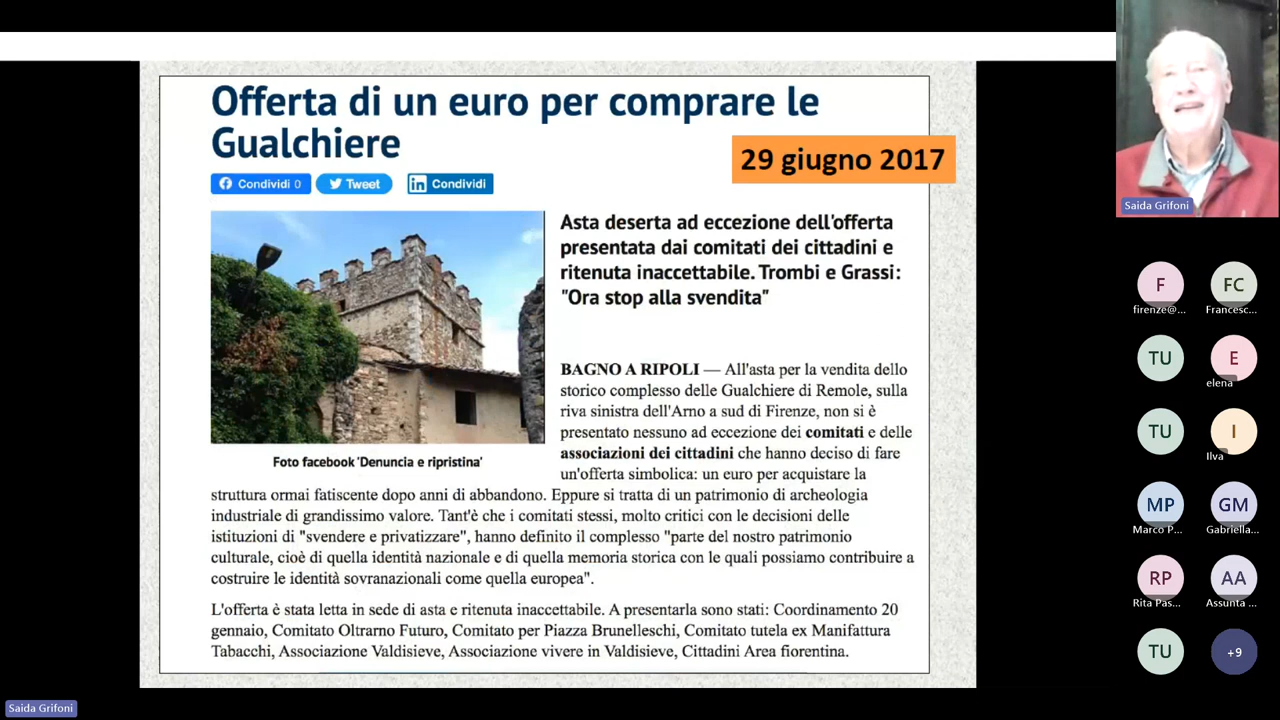 Offerta di un euro per comprare le
Gualchiere
29 giugno 2017
Condividi 0
Tweet
Condividi
Asta deserta ad eccezione dell'offerta
presentata dai comitati dei cittadini e
ritenuta inaccettabile. Trombi e Grassi:
"Ora stop alla svendita"
Foto facebook 'Denuncia e ripristina'
BAGNO A RIPOLI — All'asta per la vendita dello
storico complesso delle Gualchiere di Remole, sulla
riva sinistra dell'Arno a sud di Firenze, non si è
presentato nessuno ad eccezione dei comitati e delle
associazioni dei cittadini che hanno deciso di fare
un'offerta simbolica: un euro per acquistare la
struttura ormai fatiscente dopo anni di abbandono. Eppure si tratta di un patrimonio di archeologia
industriale di grandissimo valore. Tant'è che i comitati stessi, molto critici con le decisioni delle
istituzioni di "svendere e privatizzare", hanno definito il complesso "parte del nostro patrimonio
culturale, cioè di quella identità nazionale e di quella memoria storica con le quali possiamo contribuire a
costruire le identità sovranazionali come quella europea".
L'offerta è stata letta in sede di asta e ritenuta inaccettabile. A presentarla sono stati: Coordinamento 20
gennaio, Comitato Oltrarno Futuro, Comitato per Piazza Brunelleschi, Comitato tutela ex Manifattura
Tabacchi, Associazione Valdisieve, Associazione vivere in Valdisieve, Cittadini Area fiorentina.
Saida Grifoni
Saida Grifoni
F
firenze@...
FC
Francesc...
TU
E
elena
TU
I
Ilva
MP
Marco P...
GM
Gabriella...
RP
Rita Pas...
AA
Assunta ...
TU
+9